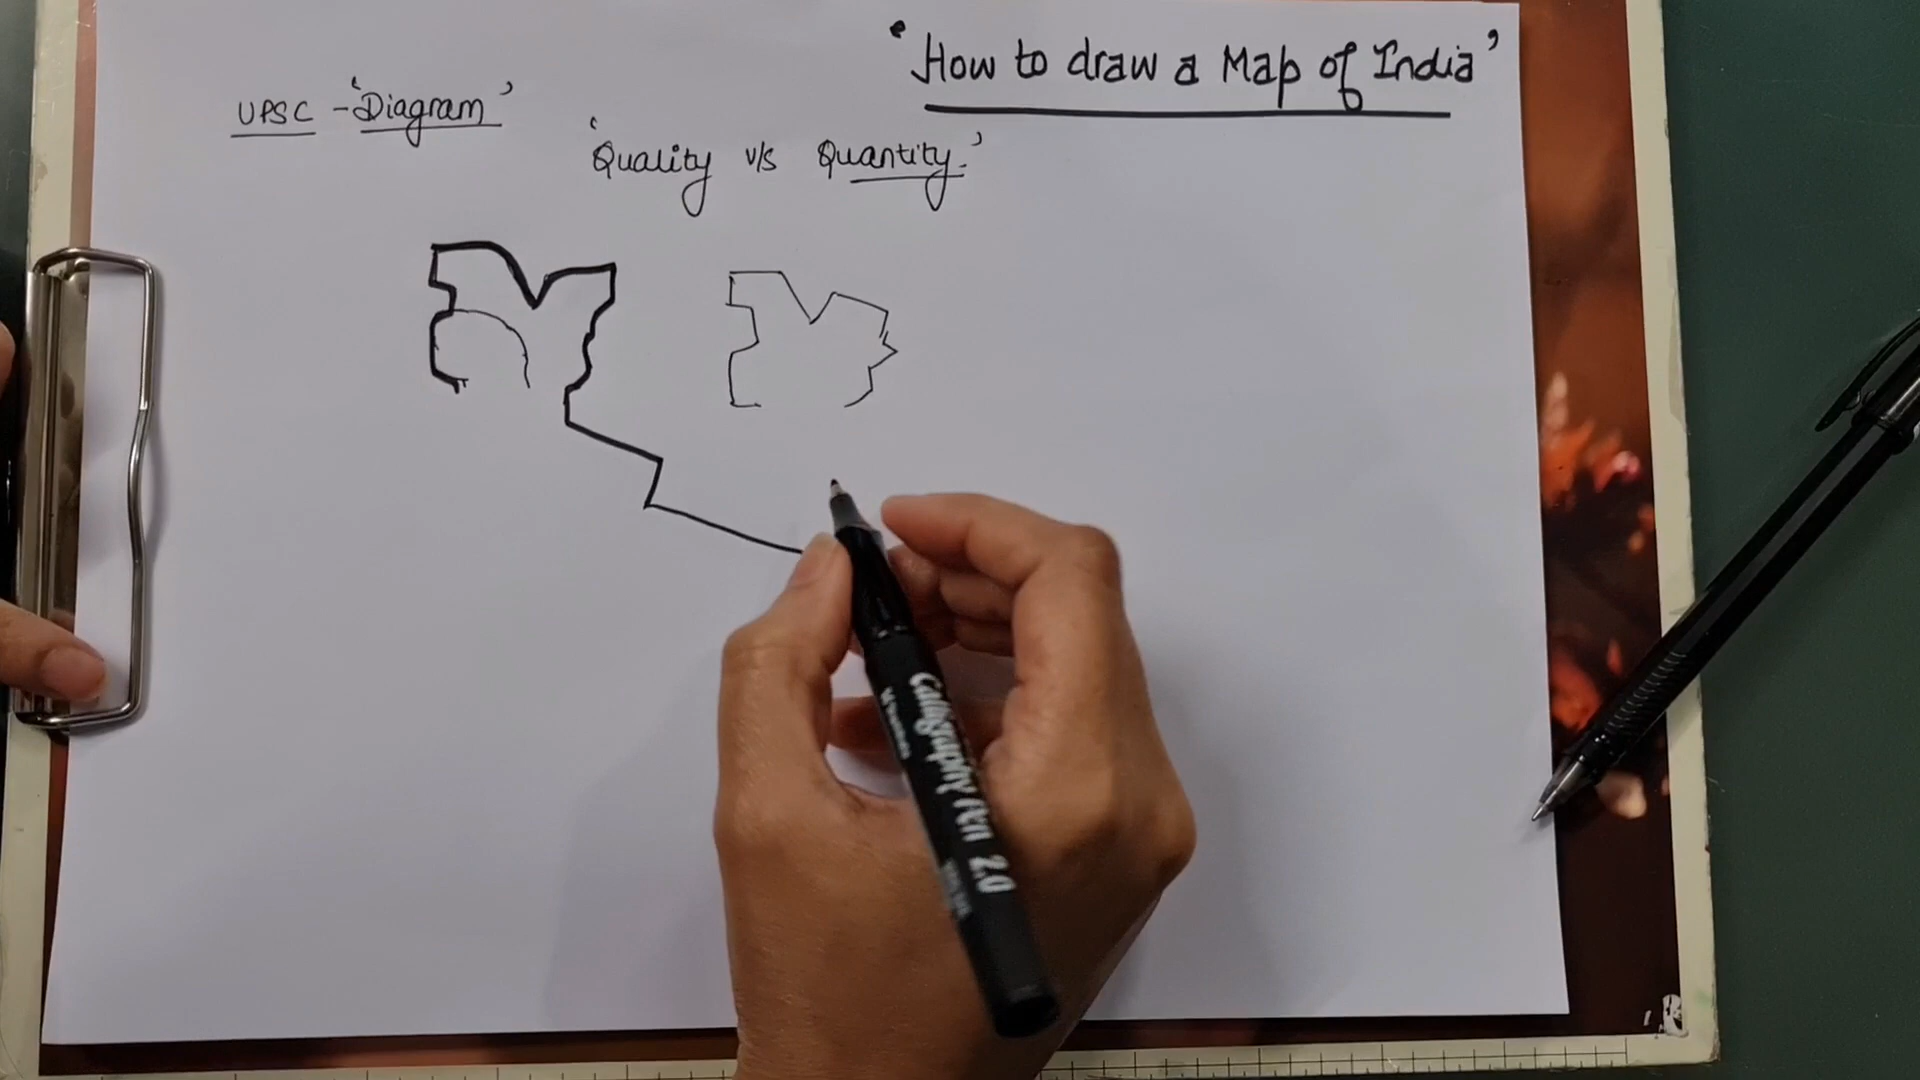 'How to draw a Map of India'
UPSC - 'Diagram'
'Quality v/s Quantity.'
Calligraphy Pen 2.0